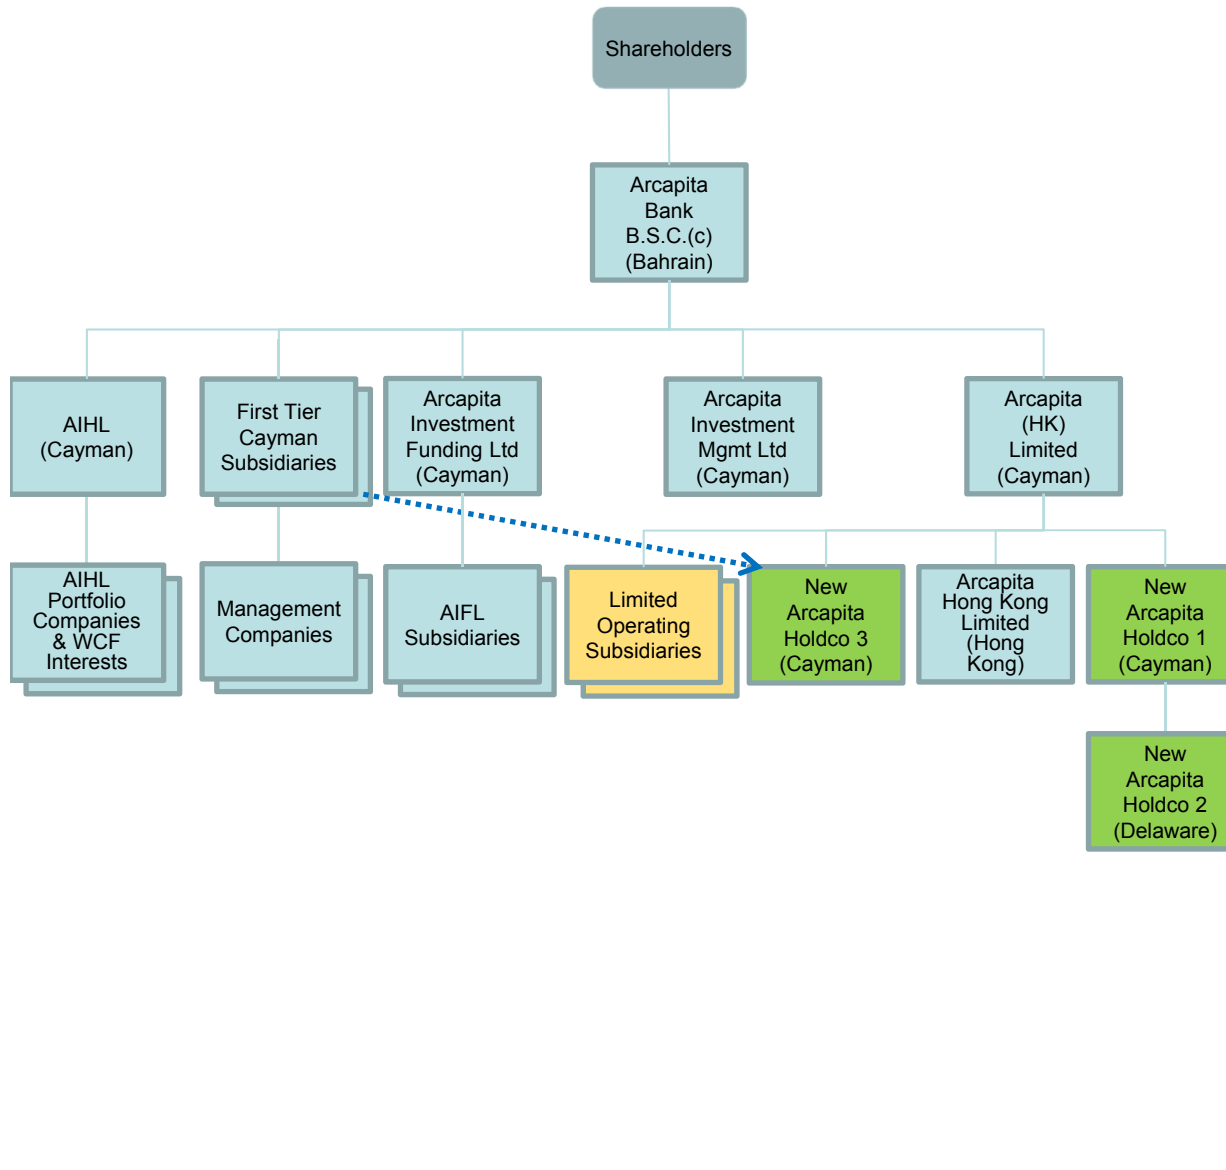 Shareholders
Arcapita
Bank
B.S.C.(c)
(Bahrain)
AIHL
(Cayman)
First Tier
Cayman
Subsidiaries
Arcapita
Investment
Funding Ltd
(Cayman)
Arcapita
Investment
Mgmt Ltd
(Cayman)
Arcapita
(HK)
Limited
(Cayman)
AIHL
Portfolio
Companies
& WCF
Interests
Management
Companies
AIFL
Subsidiaries
Limited
Operating
Subsidiaries
New
Arcapita
Holdco 3
(Cayman)
Arcapita
Hong Kong
Limited
(Hong
Kong)
New
Arcapita
Holdco 1
(Cayman)
New
Arcapita
Holdco 2
(Delaware)